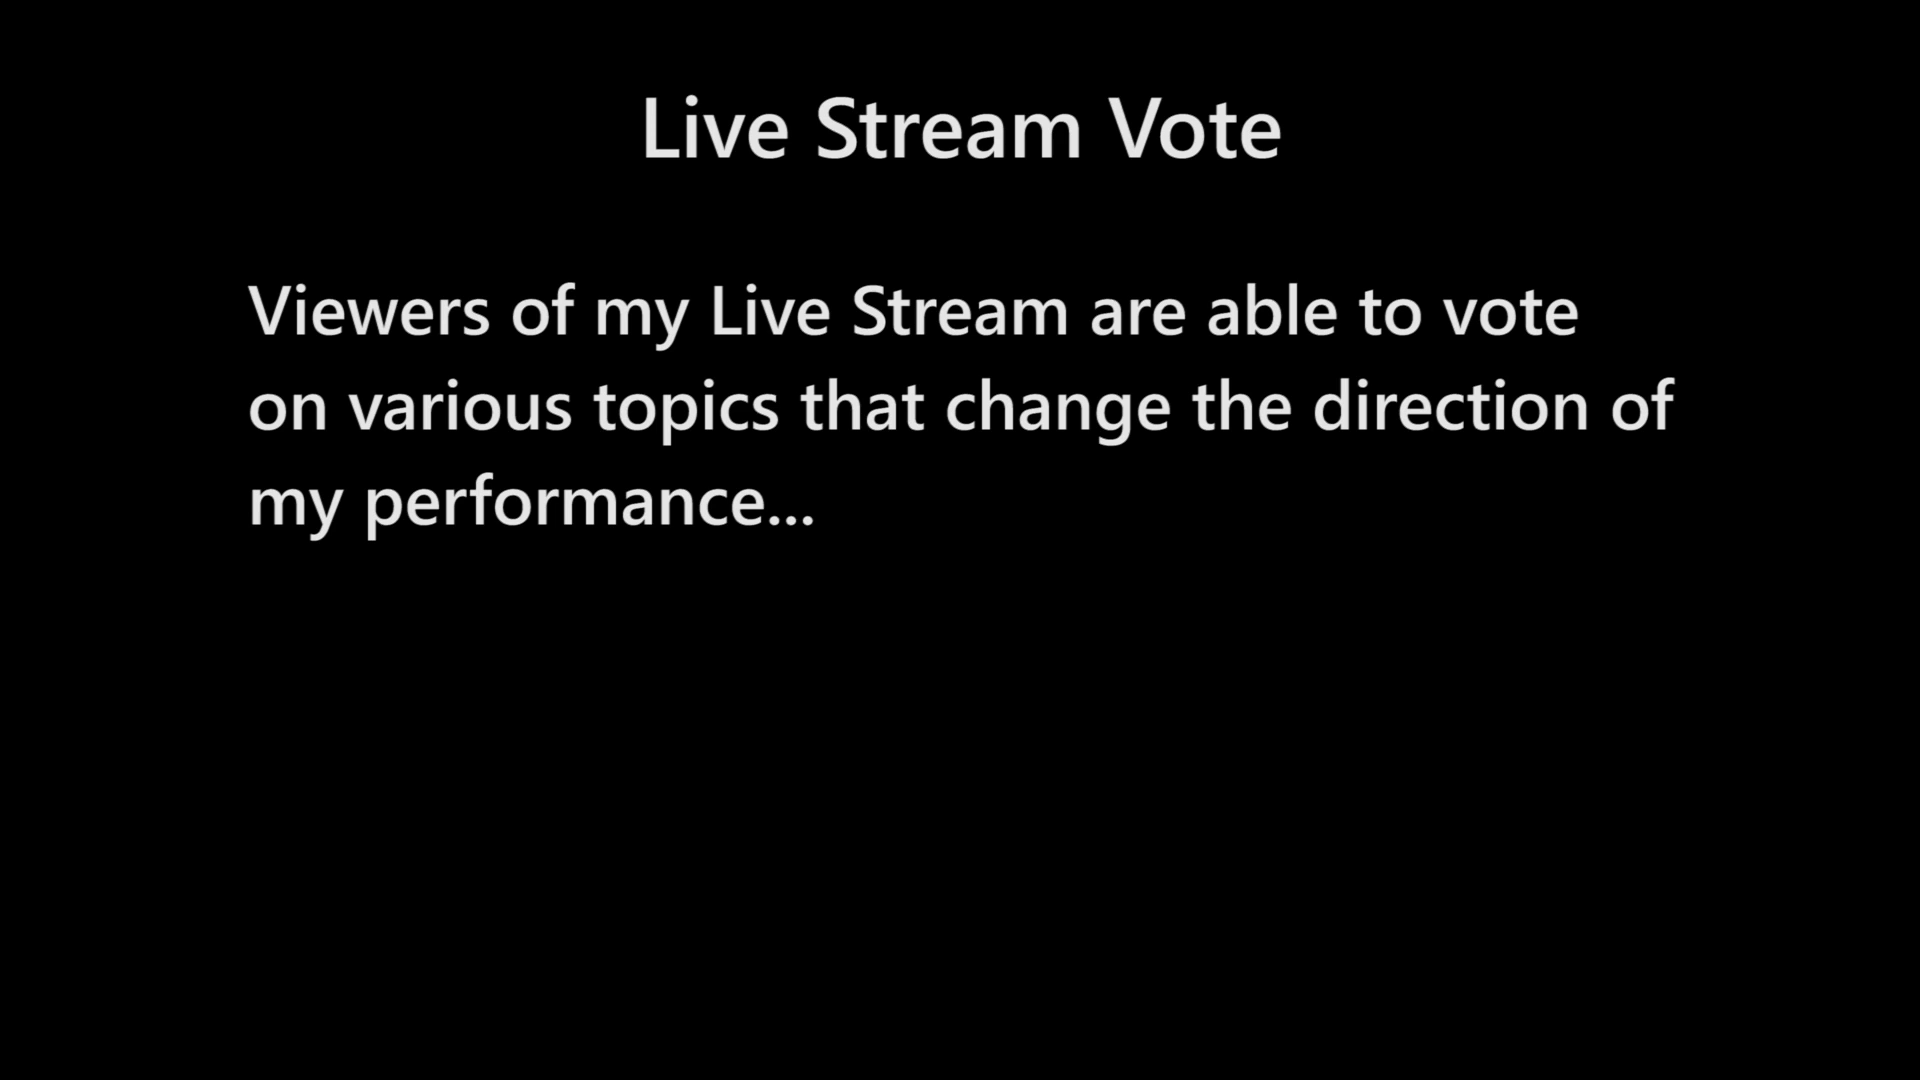 Live Stream Vote
Viewers of my Live Stream are able to vote
on various topics that change the direction of
my performance...